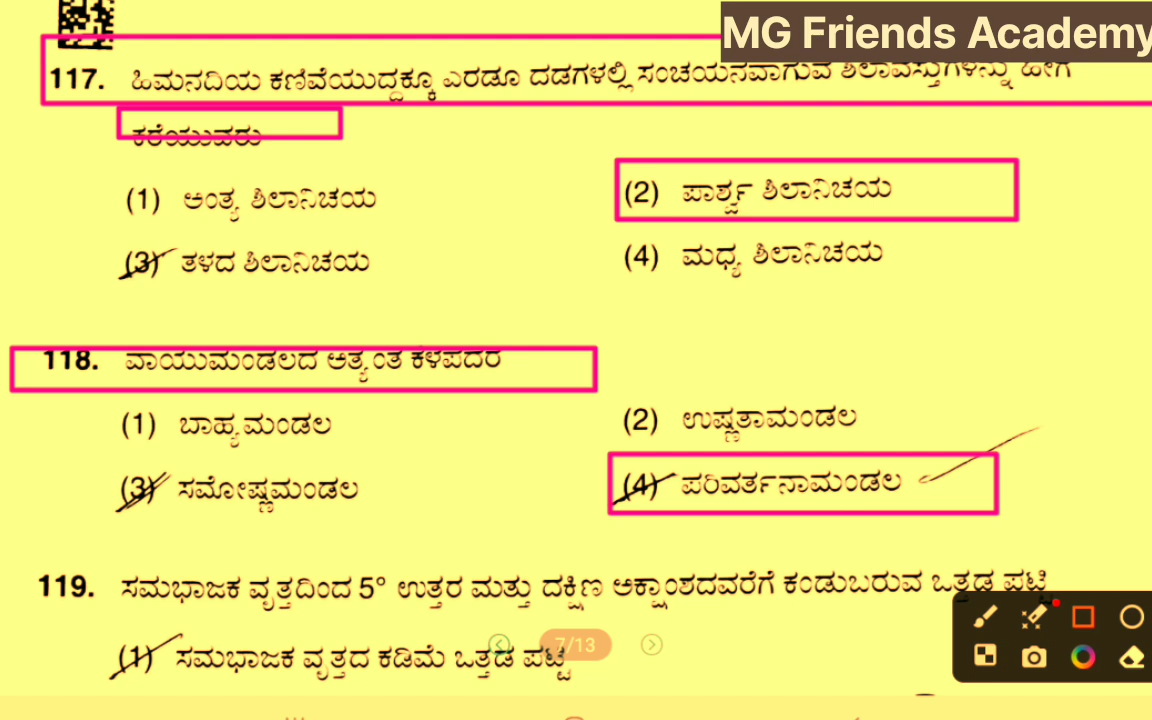 MG Friends Academy
117. ಹಿಮನದಿಯ ಕಣಿವೆಯುದ್ದಕ್ಕೂ ಎರಡೂ ದಡಗಳಲ್ಲಿ ಸಂಚಯನವಾಗುವ ಶಿಲಾವಸ್ತುಗಳನ್ನು ಹೀಗೆ
ಕರೆಯುವರು
(1) ಅಂತ್ಯ ಶಿಲಾನಿಚಯ
(2) ಪಾರ್ಶ್ವ ಶಿಲಾನಿಚಯ
(3) ತಳದ ಶಿಲಾನಿಚಯ
(4) ಮಧ್ಯ ಶಿಲಾನಿಚಯ
118. ವಾಯುಮಂಡಲದ ಅತ್ಯಂತ ಕೆಳಪದರ
(1) ಬಾಹ್ಯಮಂಡಲ
(2) ಉಷ್ಣತಾಮಂಡಲ
(3) ಸಮೋಷ್ಣಮಂಡಲ
(4) ಪರಿವರ್ತನಾಮಂಡಲ
119. ಸಮಭಾಜಕ ವೃತ್ತದಿಂದ 5° ಉತ್ತರ ಮತ್ತು ದಕ್ಷಿಣ ಅಕ್ಷಾಂಶದವರೆಗೆ ಕಂಡುಬರುವ ಒತ್ತಡ ಪಟ್ಟಿ
(1) ಸಮಭಾಜಕ ವೃತ್ತದ ಕಡಿಮೆ ಒತ್ತಡ ಪಟ್ಟಿ
7/13